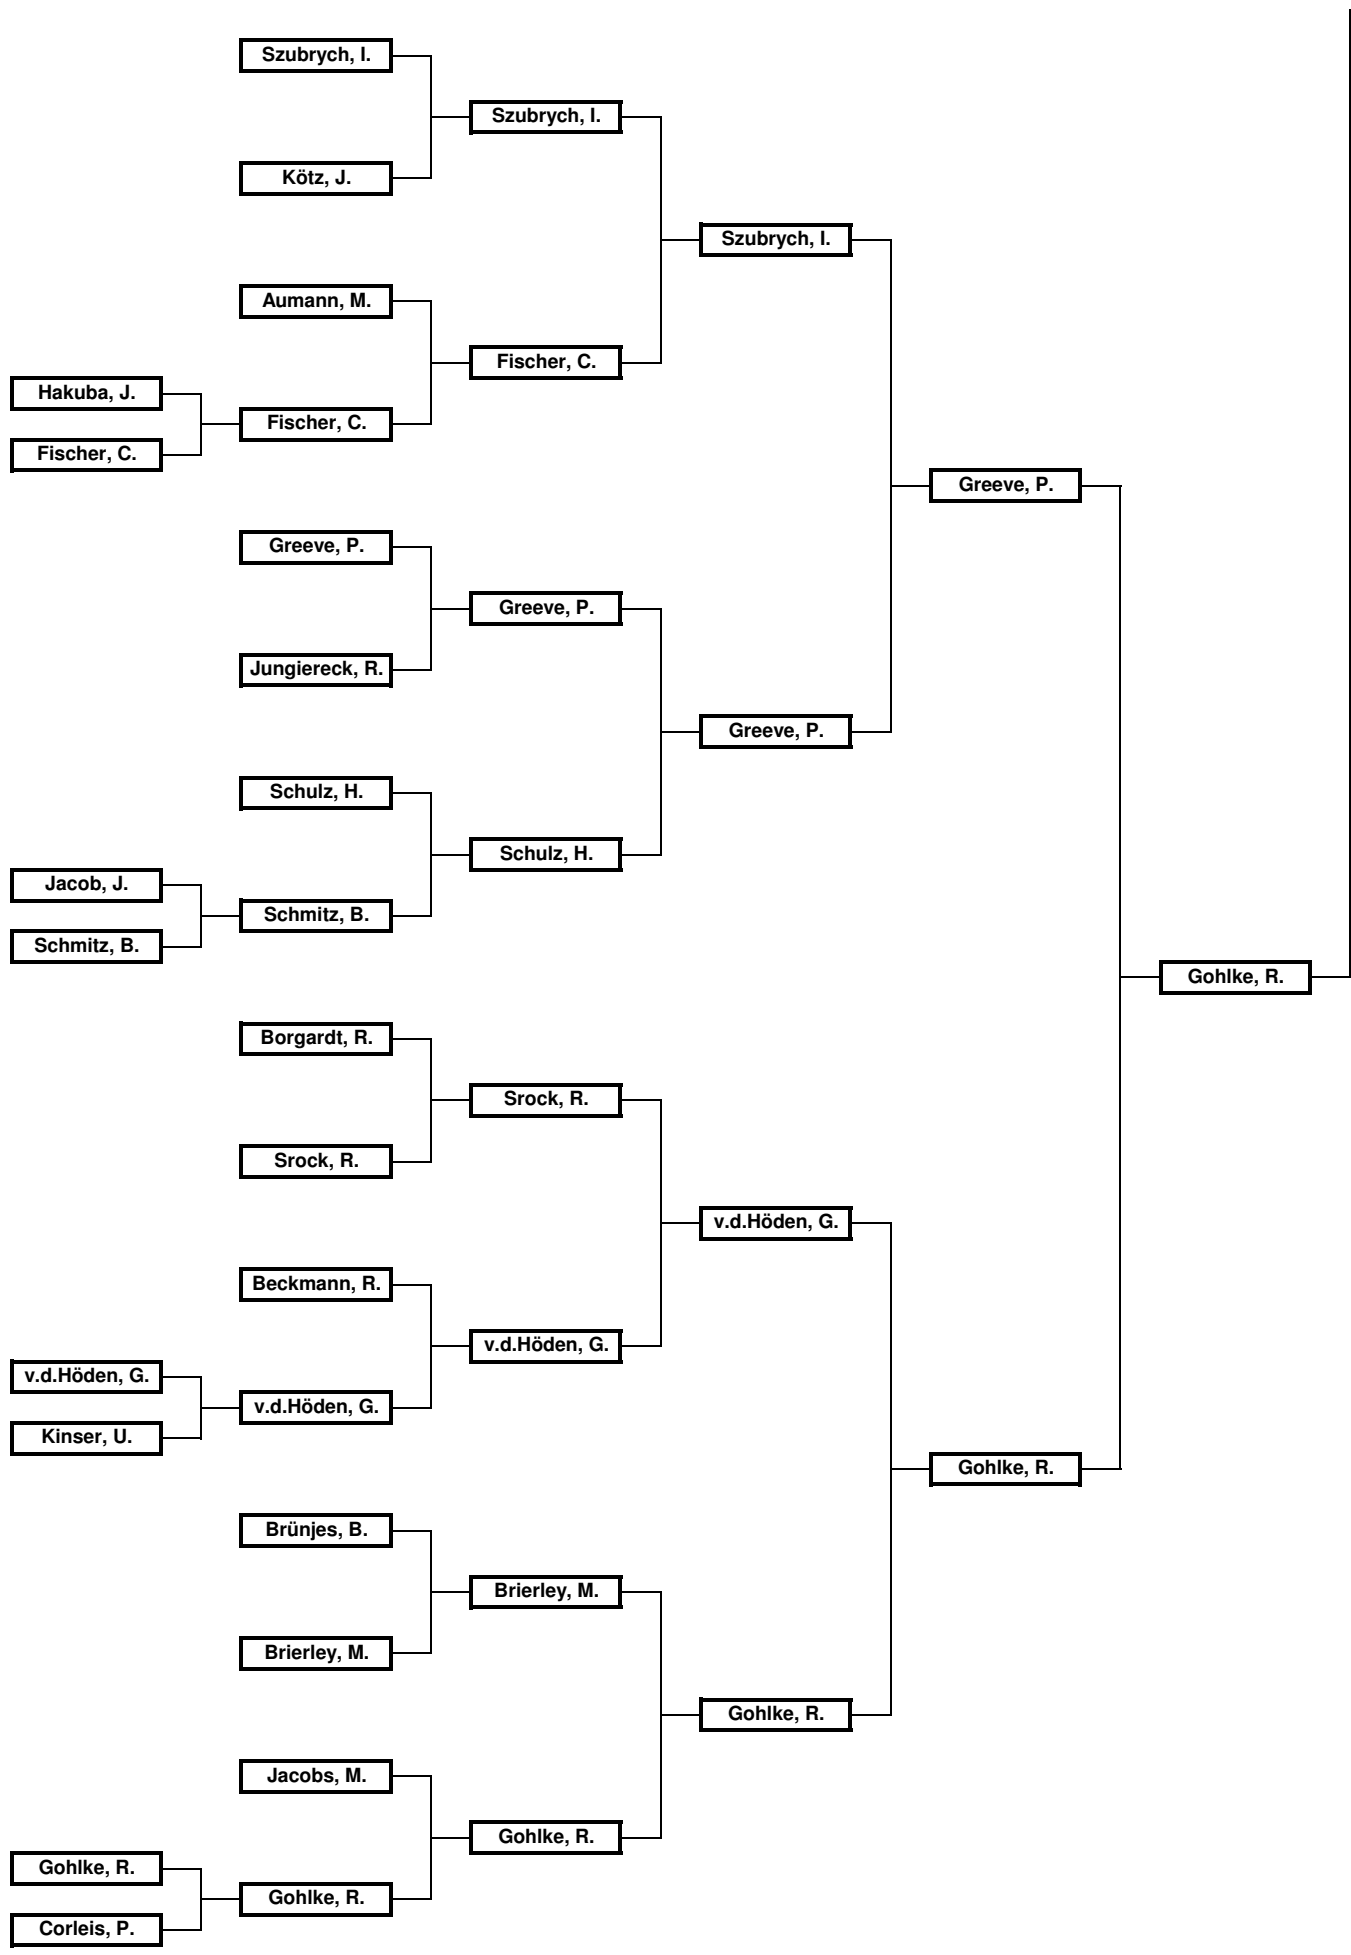 Szubrych, I.
Szubrych, I.
Kötz, J.
Szubrych, I.
Aumann, M.
Fischer, C.
Hakuba, J.
Fischer, C.
Fischer, C.
Greeve, P.
Greeve, P.
Greeve, P.
Jungiereck, R.
Greeve, P.
Schulz, H.
Schulz, H.
Jacob, J.
Schmitz, B.
Schmitz, B.
Gohlke, R.
Borgardt, R.
Srock, R.
Srock, R.
v.d.Höden, G.
Beckmann, R.
v.d.Höden, G.
v.d.Höden, G.
v.d.Höden, G.
Kinser, U.
Gohlke, R.
Brünjes, B.
Brierley, M.
Brierley, M.
Gohlke, R.
Jacobs, M.
Gohlke, R.
Gohlke, R.
Gohlke, R.
Corleis, P.